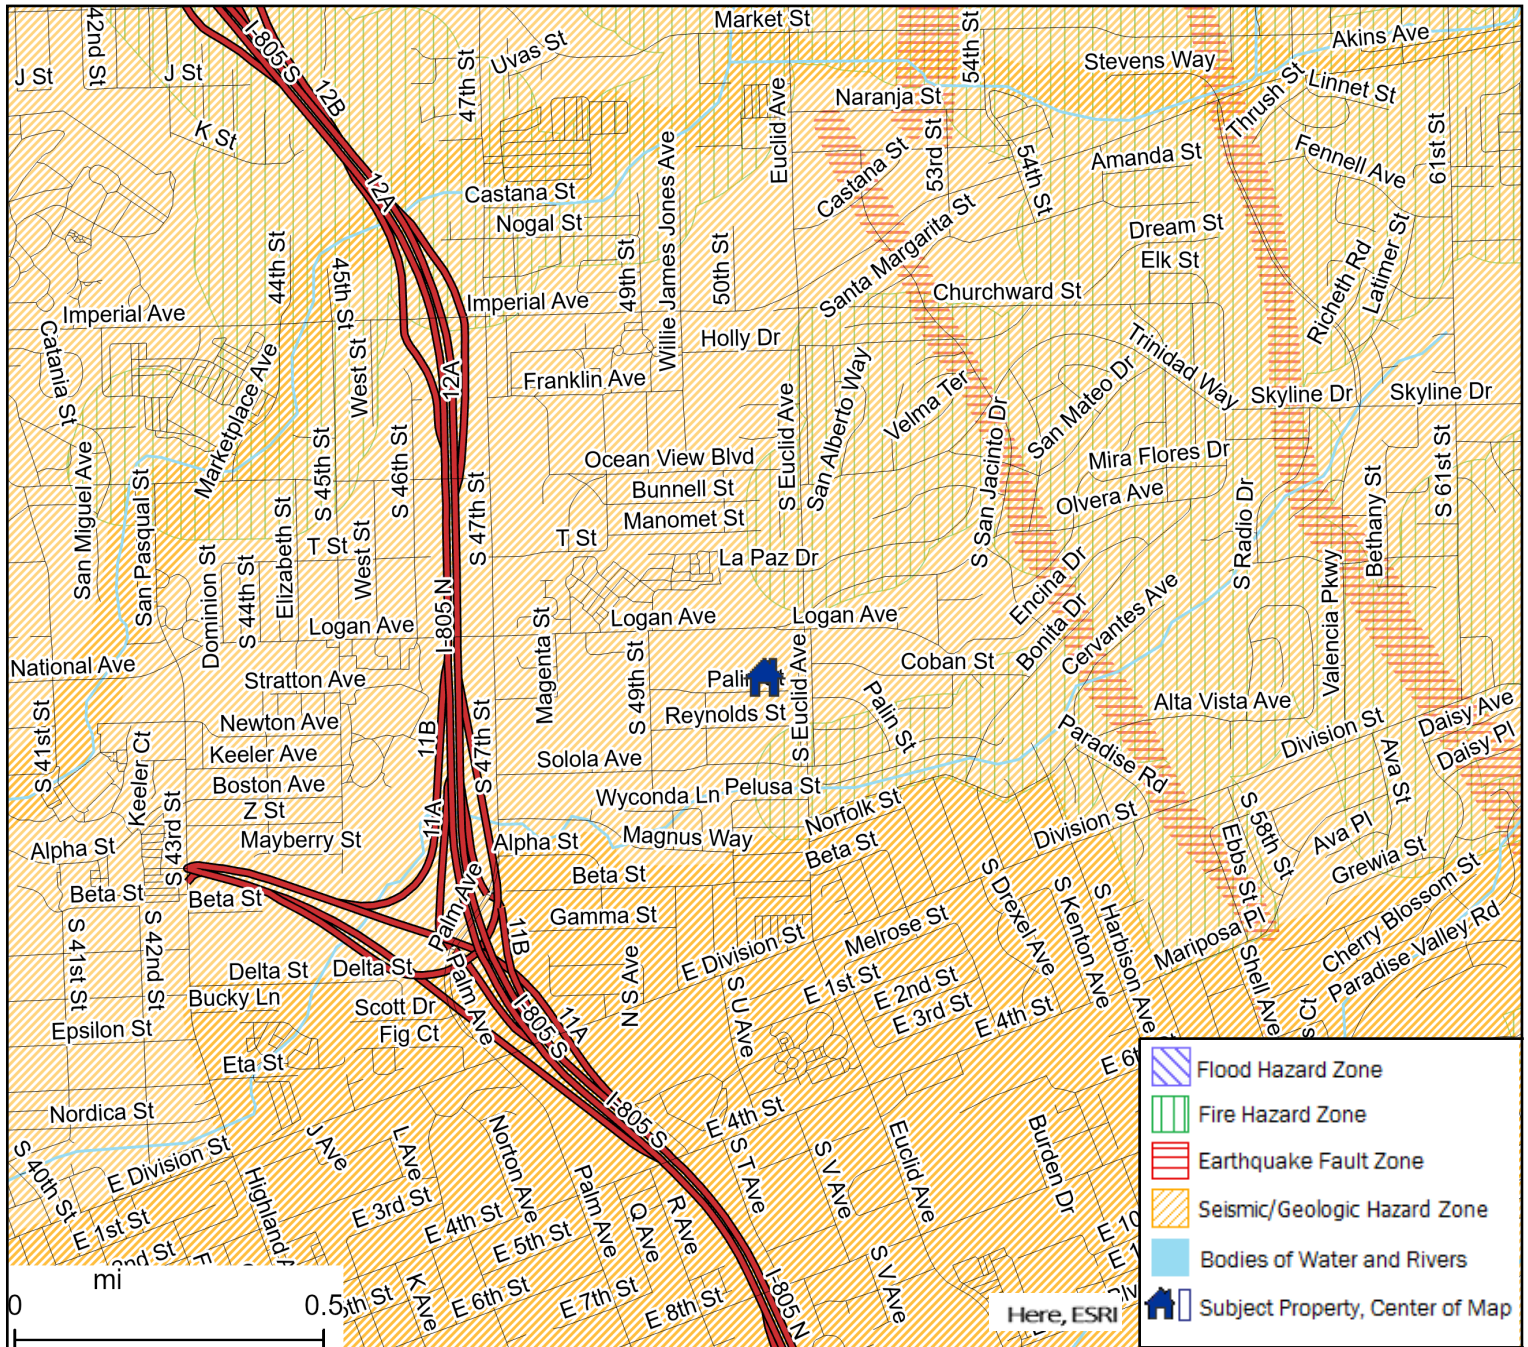 Market St
42nd St
I-805 S
Uvas St
54th St
Akins Ave
Stevens Way
J St
J St
12B
47th St
Euclid Ave
Naranja St
Thrush St
Linnet St
K St
Willie James Jones Ave
Castana St
53rd St
54th St
Amanda St
Fennell Ave
61st St
12A
Castana St
Nogal St
Santa Margarita St
Dream St
Elk St
Latimer St
Richeth Rd
44th St
45th St
49th St
50th St
Imperial Ave
Imperial Ave
Churchward St
Catania St
West St
Holly Dr
Trinidad Way
Marketplace Ave
12A
Franklin Ave
S Euclid Ave
San Alberto Way
Velma Ter
San Mateo Dr
Skyline Dr
Skyline Dr
San Miguel Ave
San Pasqual St
S 45th St
S 46th St
Ocean View Blvd
Bunnell St
Manomet St
S San Jacinto Dr
Mira Flores Dr
Olvera Ave
S Radio Dr
Bethany St
S 61st St
Elizabeth St
T St
West St
S 47th St
T St
La Paz Dr
Dominion St
S 44th St
I-805 N
Encina Dr
Bonita Dr
Cervantes Ave
Valencia Pkwy
Logan Ave
Magenta St
Logan Ave
Logan Ave
National Ave
Stratton Ave
S 49th St
S Euclid Ave
Coban St
S 41st St
Newton Ave
Keeler Ave
Boston Ave
Z St
Mayberry St
Keeler Ct
S 43rd St
11B
11A
S 47th St
Reynolds St
Solola Ave
Wyconda Ln
Pelusa St
Palin St
Alta Vista Ave
Paradise Rd
Division St
Daisy Ave
Daisy Pl
Ava St
Alpha St
Alpha St
Magnus Way
Norfolk St
Beta St
Division St
S 58th St
Ebbs St
Pl
Ava Pl
Grewia St
Beta St
Beta St
Beta St
Gamma St
Palm Ave
11B
S 41st St
S 42nd St
Delta St
Delta St
Bucky Ln
Scott Dr
Fig Ct
Palm Ave
E Division St
Melrose St
S Drexel Ave
S Kenton Ave
S Harbison Ave
Mariposa
Cherry Blossom St
Paradise Valley Rd
Epsilon St
Eta St
I-805 S
11A
N S Ave
S U Ave
E 1st St
E 2nd St
E 3rd St
E 4th St
Shell Ave
s Ct
Nordica St
I-805 S
E 4th St
S 40th St
E Division St
J Ave
L Ave
Norton Ave
S T Ave
S V Ave
Euclid Ave
Burden Dr
E 1st St
Highland A
E 3rd St
E 4th St
E 5th St
Palm Ave
Q Ave
R Ave
K Ave
E 6th St
E 7th St
E 8th St
S V Ave
I-805 N
E 10
mi
0 0.5
Here, ESRI
Flood Hazard Zone
Fire Hazard Zone
Earthquake Fault Zone
Seismic/Geologic Hazard Zone
Bodies of Water and Rivers
Subject Property, Center of Map